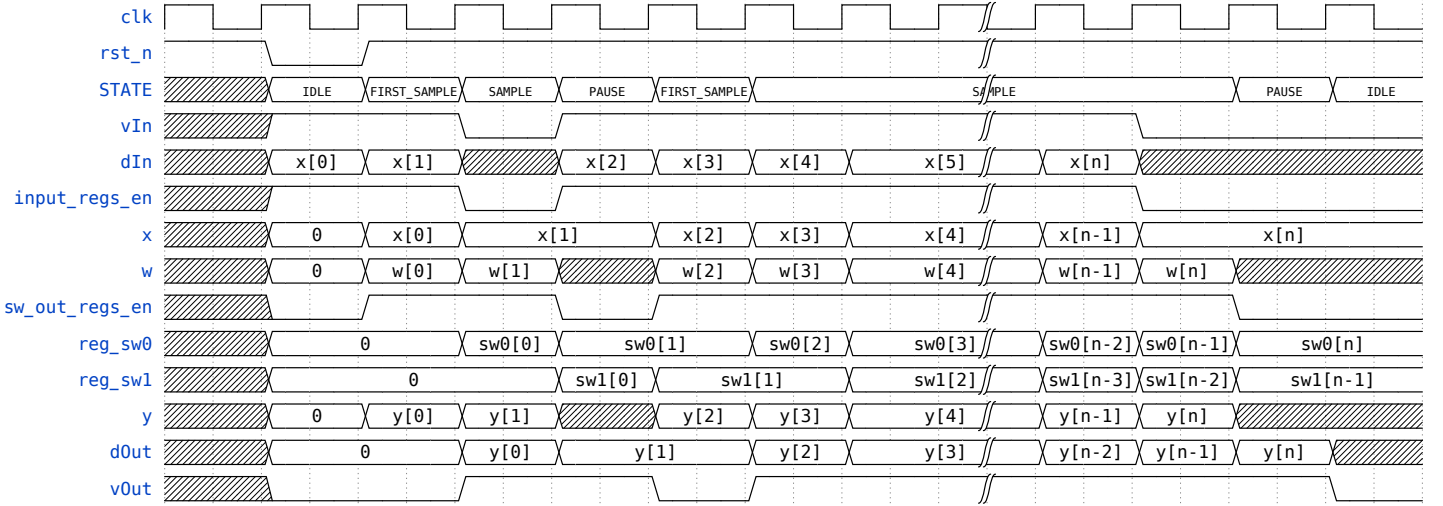 clk
rst_n
STATE IDLE FIRST_SAMPLE SAMPLE PAUSE FIRST_SAMPLE SAMPLE PAUSE IDLE
vIn
dIn x[0] x[1] x[2] x[3] x[4] x[5] x[n]
input_regs_en
x 0 x[0] x[1] x[2] x[3] x[4] x[n-1] x[n]
w 0 w[0] w[1] w[2] w[3] w[4] w[n-1] w[n]
sw_out_regs_en
reg_sw0 0 sw0[0] sw0[1] sw0[2] sw0[3] sw0[n-2] sw0[n-1] sw0[n]
reg_sw1 0 sw1[0] sw1[1] sw1[2] sw1[n-3] sw1[n-2] sw1[n-1]
y 0 y[0] y[1] y[2] y[3] y[4] y[n-1] y[n]
dOut 0 y[0] y[1] y[2] y[3] y[n-2] y[n-1] y[n]
vOut